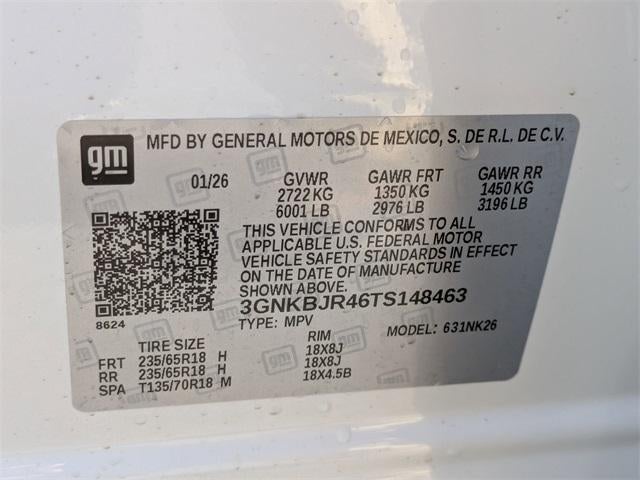 gm
MFD BY GENERAL MOTORS DE MEXICO, S. DE R.L. DE C.V.
01/26 GVWR GAWR FRT GAWR RR
2722 KG 1350 KG 1450 KG
6001 LB 2976 LB 3196 LB
THIS VEHICLE CONFORMS TO ALL
APPLICABLE U.S. FEDERAL MOTOR
VEHICLE SAFETY STANDARDS IN EFFECT
ON THE DATE OF MANUFACTURE
SHOWN ABOVE.
3GNKBJR46TS148463
8624
TYPE: MPV MODEL: 631NK26
TIRE SIZE RIM
FRT 235/65R18 H 18X8J
RR 235/65R18 H 18X8J
SPA T135/70R18 M 18X4.5B